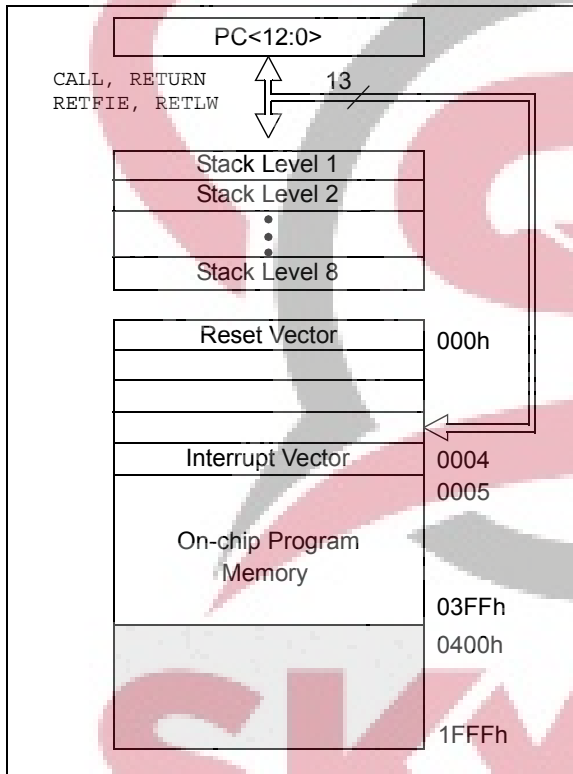 PC<12:0>
CALL, RETURN
RETFIE, RETLW
13
Stack Level 1
Stack Level 2
Stack Level 8
Reset Vector
000h
Interrupt Vector
0004
0005
On-chip Program
Memory
03FFh
0400h
1FFFh